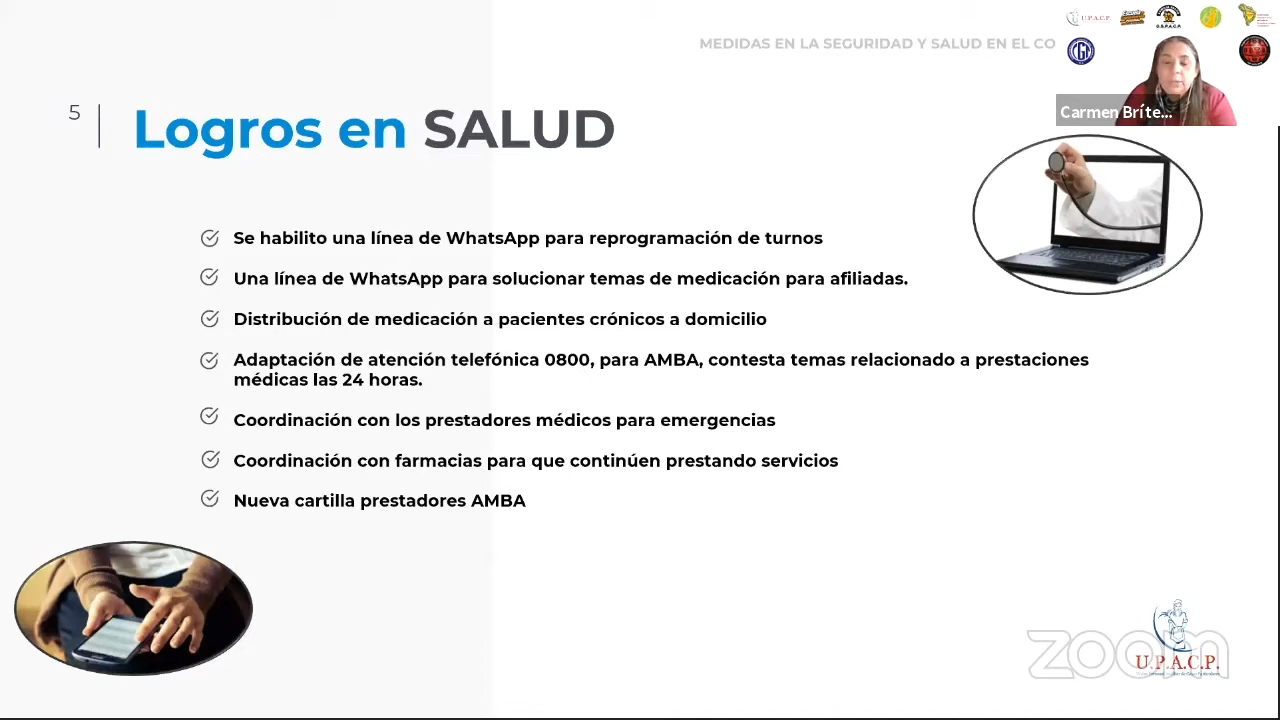 MEDIDAS EN LA SEGURIDAD Y SALUD EN EL CO
U.P.A.C.P.
Carmen Bríte...
5
Logros en SALUD
Se habilito una línea de WhatsApp para reprogramación de turnos
Una línea de WhatsApp para solucionar temas de medicación para afiliadas.
Distribución de medicación a pacientes crónicos a domicilio
Adaptación de atención telefónica 0800, para AMBA, contesta temas relacionado a prestaciones
médicas las 24 horas.
Coordinación con los prestadores médicos para emergencias
Coordinación con farmacias para que continúen prestando servicios
Nueva cartilla prestadores AMBA
zoom
U.P.A.C.P.